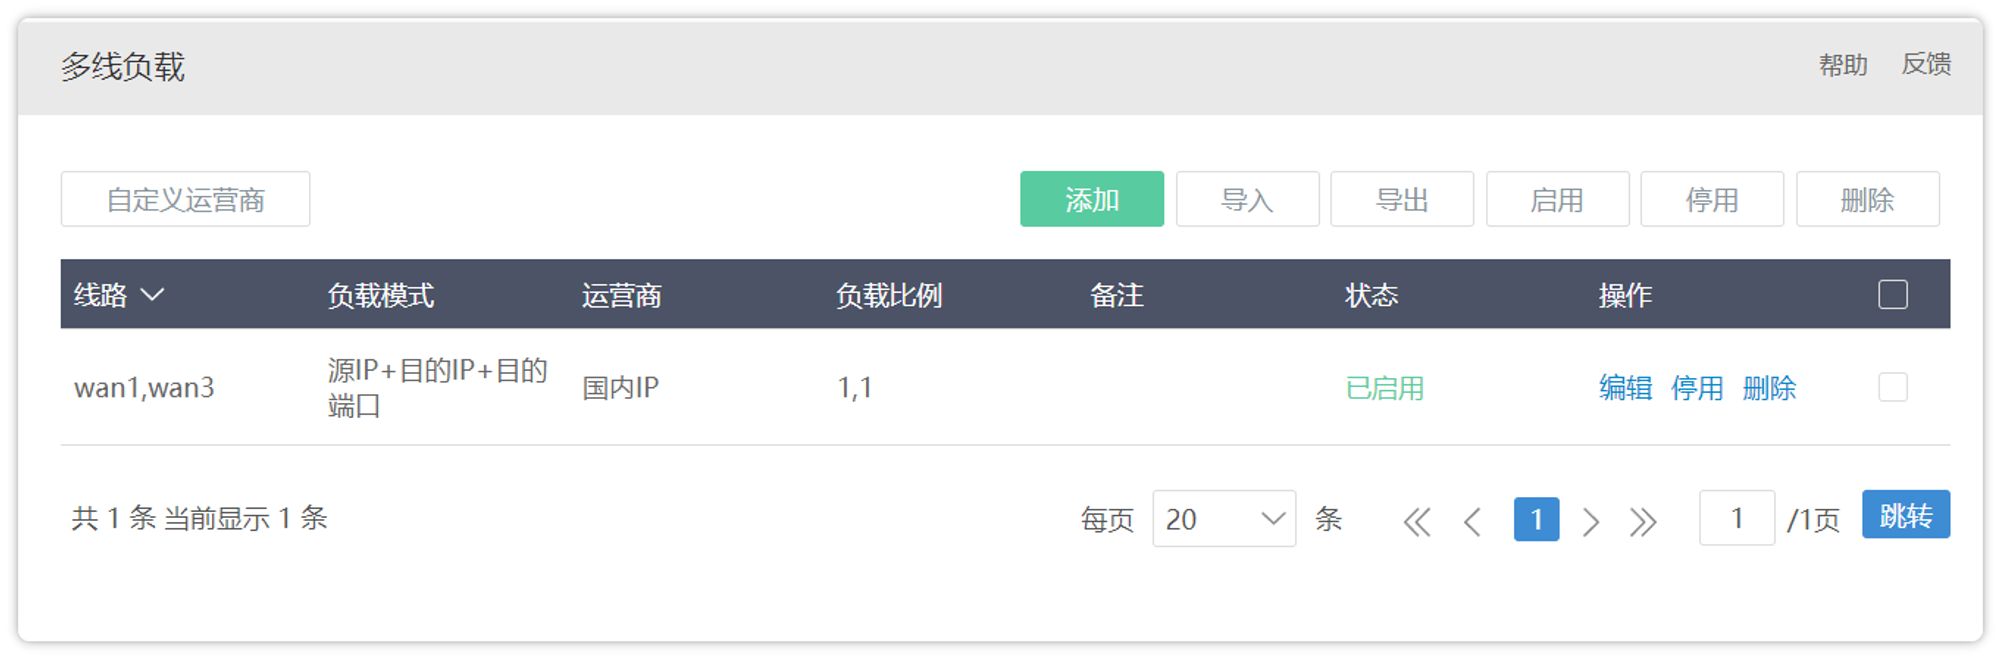 多线负载 帮助 反馈
自定义运营商 添加 导入 导出 启用 停用 删除
线路 负载模式 运营商 负载比例 备注 状态 操作
wan1,wan3 源IP+目的IP+目的 国内IP 1,1 已启用 编辑 停用 删除
端口
共 1 条 当前显示 1 条 每页 20 条 1 1 /1页 跳转